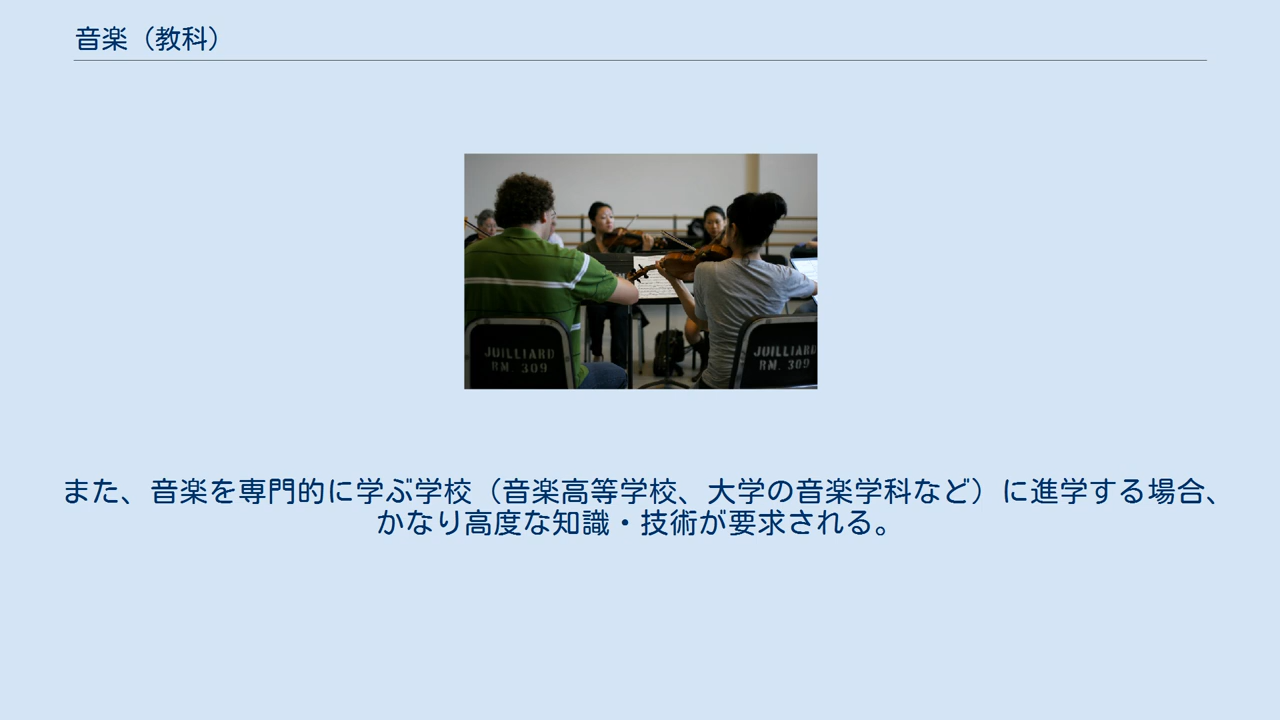 音楽（教科）
JUILLIARD
RM. 309
JUILLIARD
RM. 309
また、音楽を専門的に学ぶ学校（音楽高等学校、大学の音楽学科など）に進学する場合、
かなり高度な知識・技術が要求される。